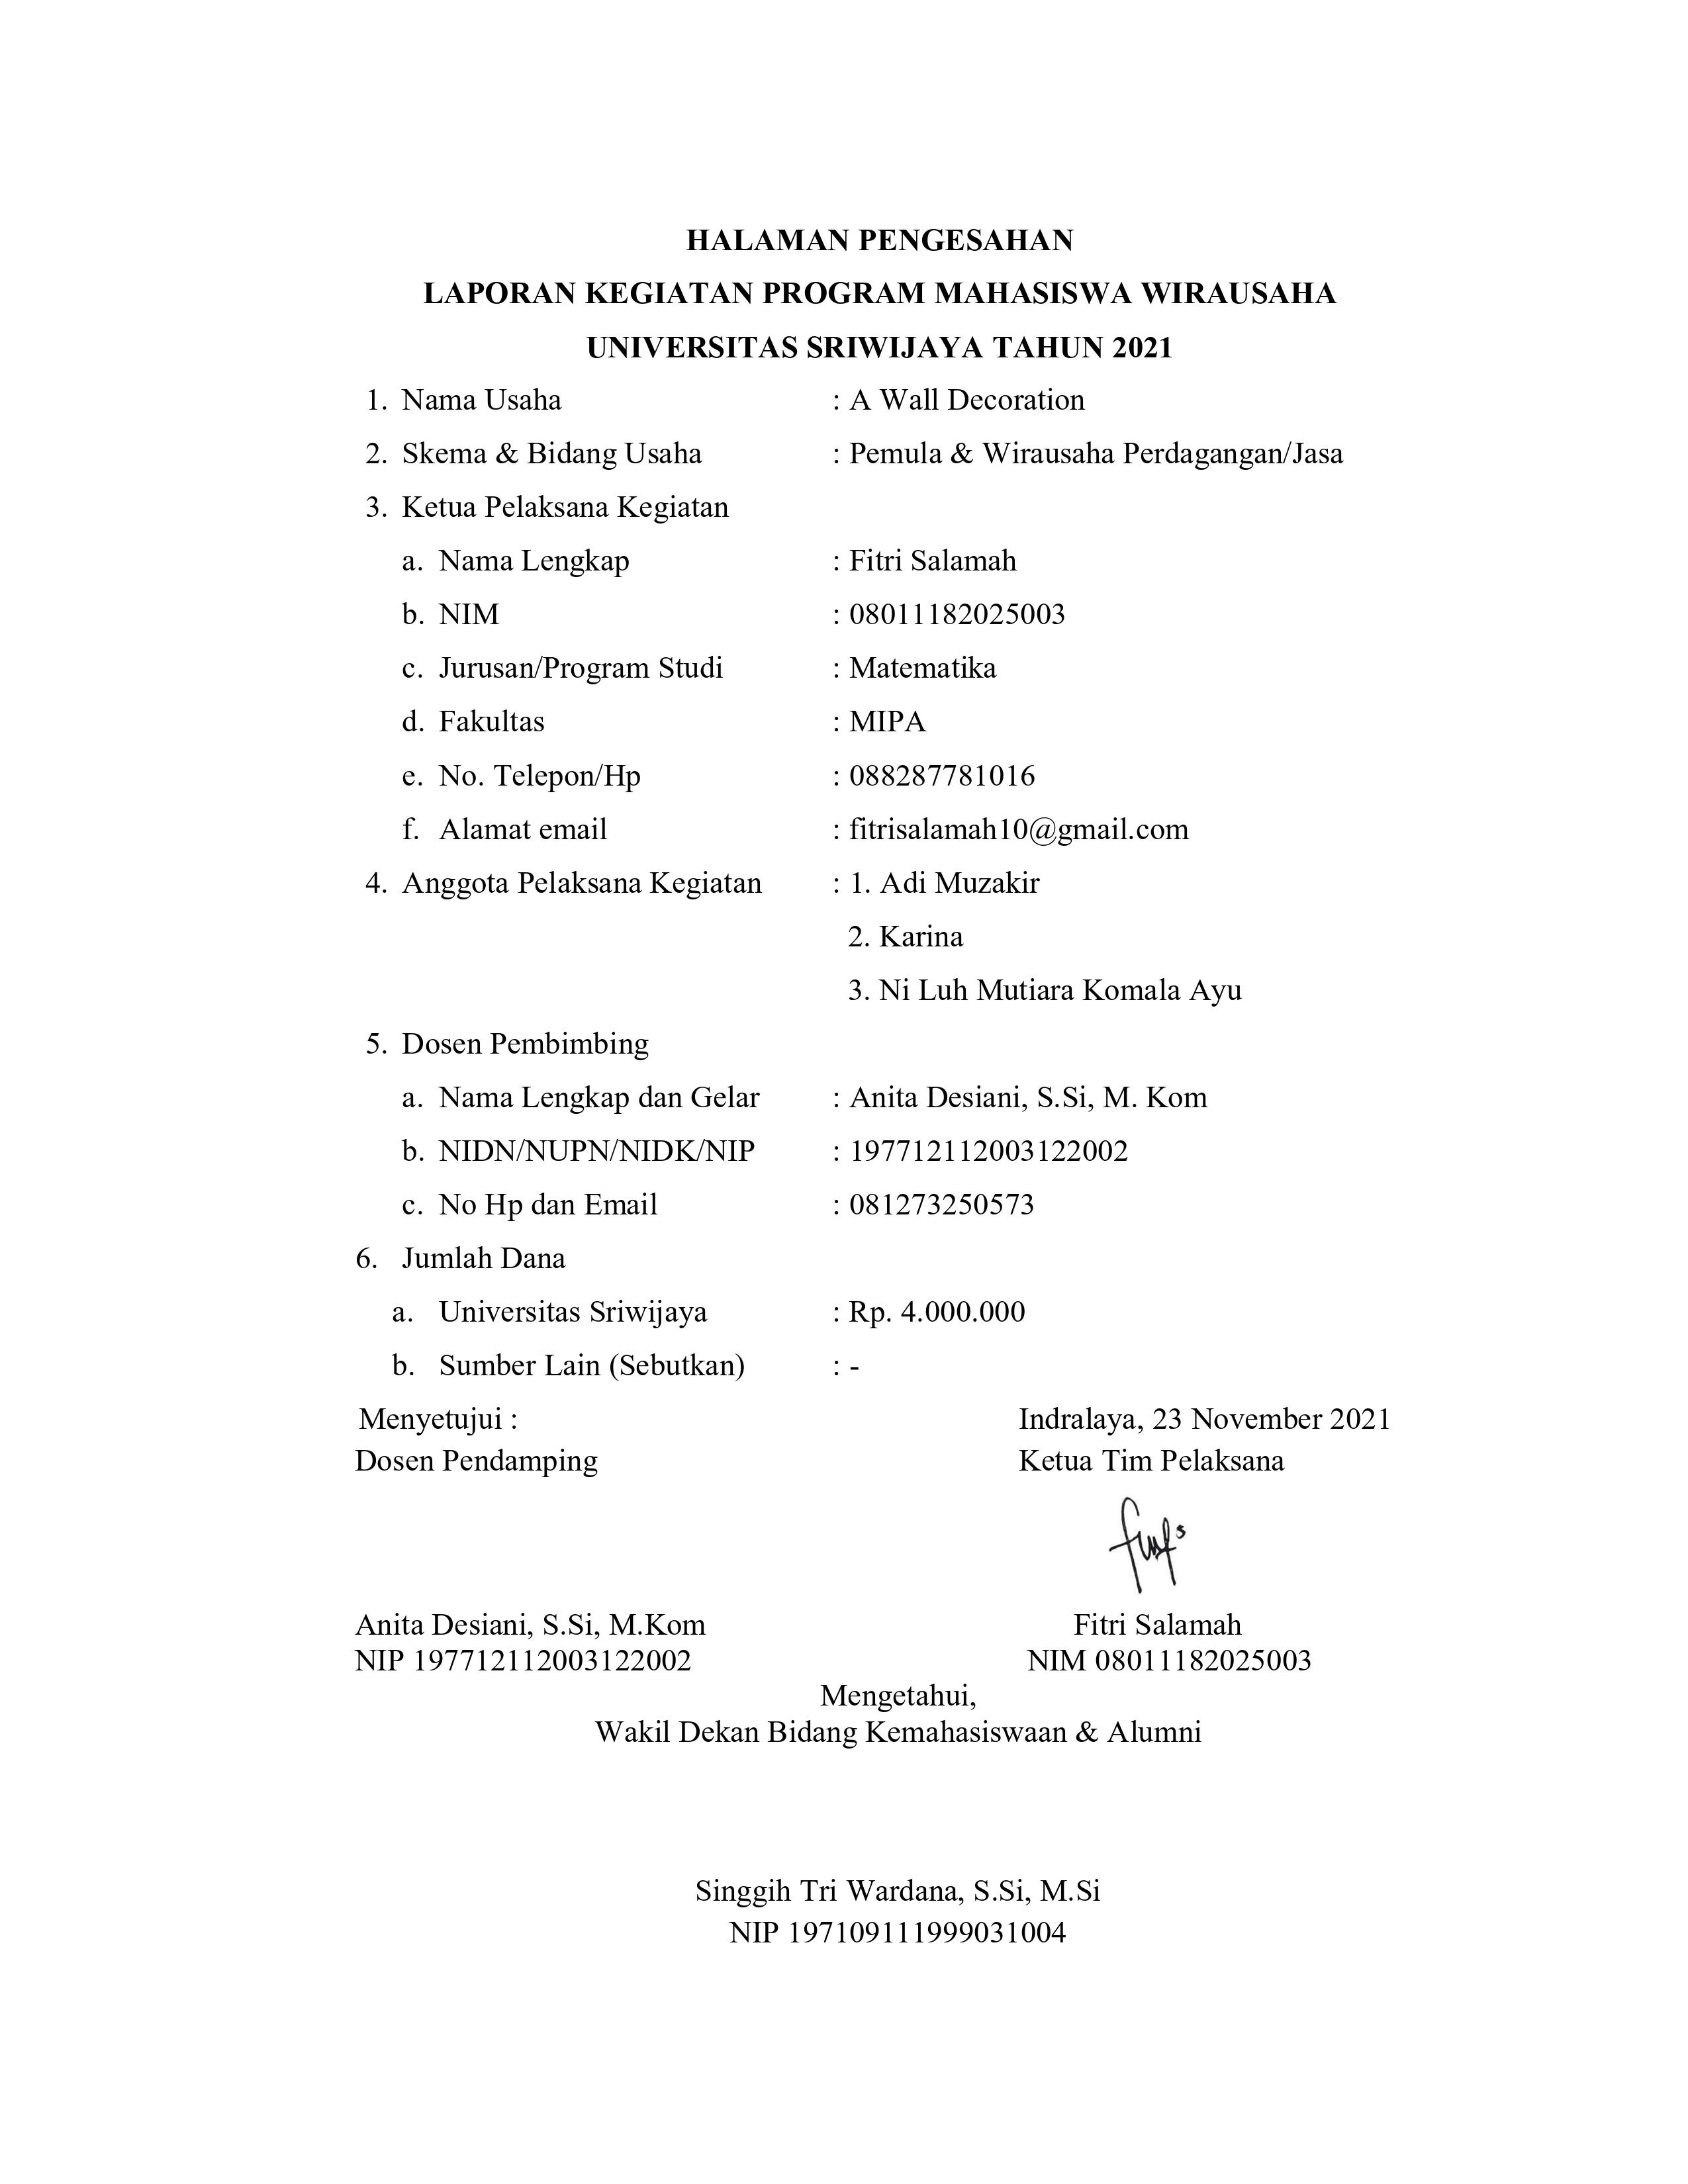 HALAMAN PENGESAHAN
LAPORAN KEGIATAN PROGRAM MAHASISWA WIRAUSAHA
UNIVERSITAS SRIWIJAYA TAHUN 2021
1. Nama Usaha : A Wall Decoration
2. Skema & Bidang Usaha : Pemula & Wirausaha Perdagangan/Jasa
3. Ketua Pelaksana Kegiatan
a. Nama Lengkap : Fitri Salamah
b. NIM : 08011182025003
c. Jurusan/Program Studi : Matematika
d. Fakultas : MIPA
e. No. Telepon/Hp : 088287781016
f. Alamat email : fitrisalamah10@gmail.com
4. Anggota Pelaksana Kegiatan : 1. Adi Muzakir
2. Karina
3. Ni Luh Mutiara Komala Ayu
5. Dosen Pembimbing
a. Nama Lengkap dan Gelar : Anita Desiani, S.Si, M. Kom
b. NIDN/NUPN/NIDK/NIP : 197712112003122002
c. No Hp dan Email : 081273250573
6. Jumlah Dana
a. Universitas Sriwijaya : Rp. 4.000.000
b. Sumber Lain (Sebutkan) : -
Menyetujui : Indralaya, 23 November 2021
Dosen Pendamping Ketua Tim Pelaksana
Anita Desiani, S.Si, M.Kom Fitri Salamah
NIP 197712112003122002 NIM 08011182025003
Mengetahui,
Wakil Dekan Bidang Kemahasiswaan & Alumni
Singgih Tri Wardana, S.Si, M.Si
NIP 197109111999031004